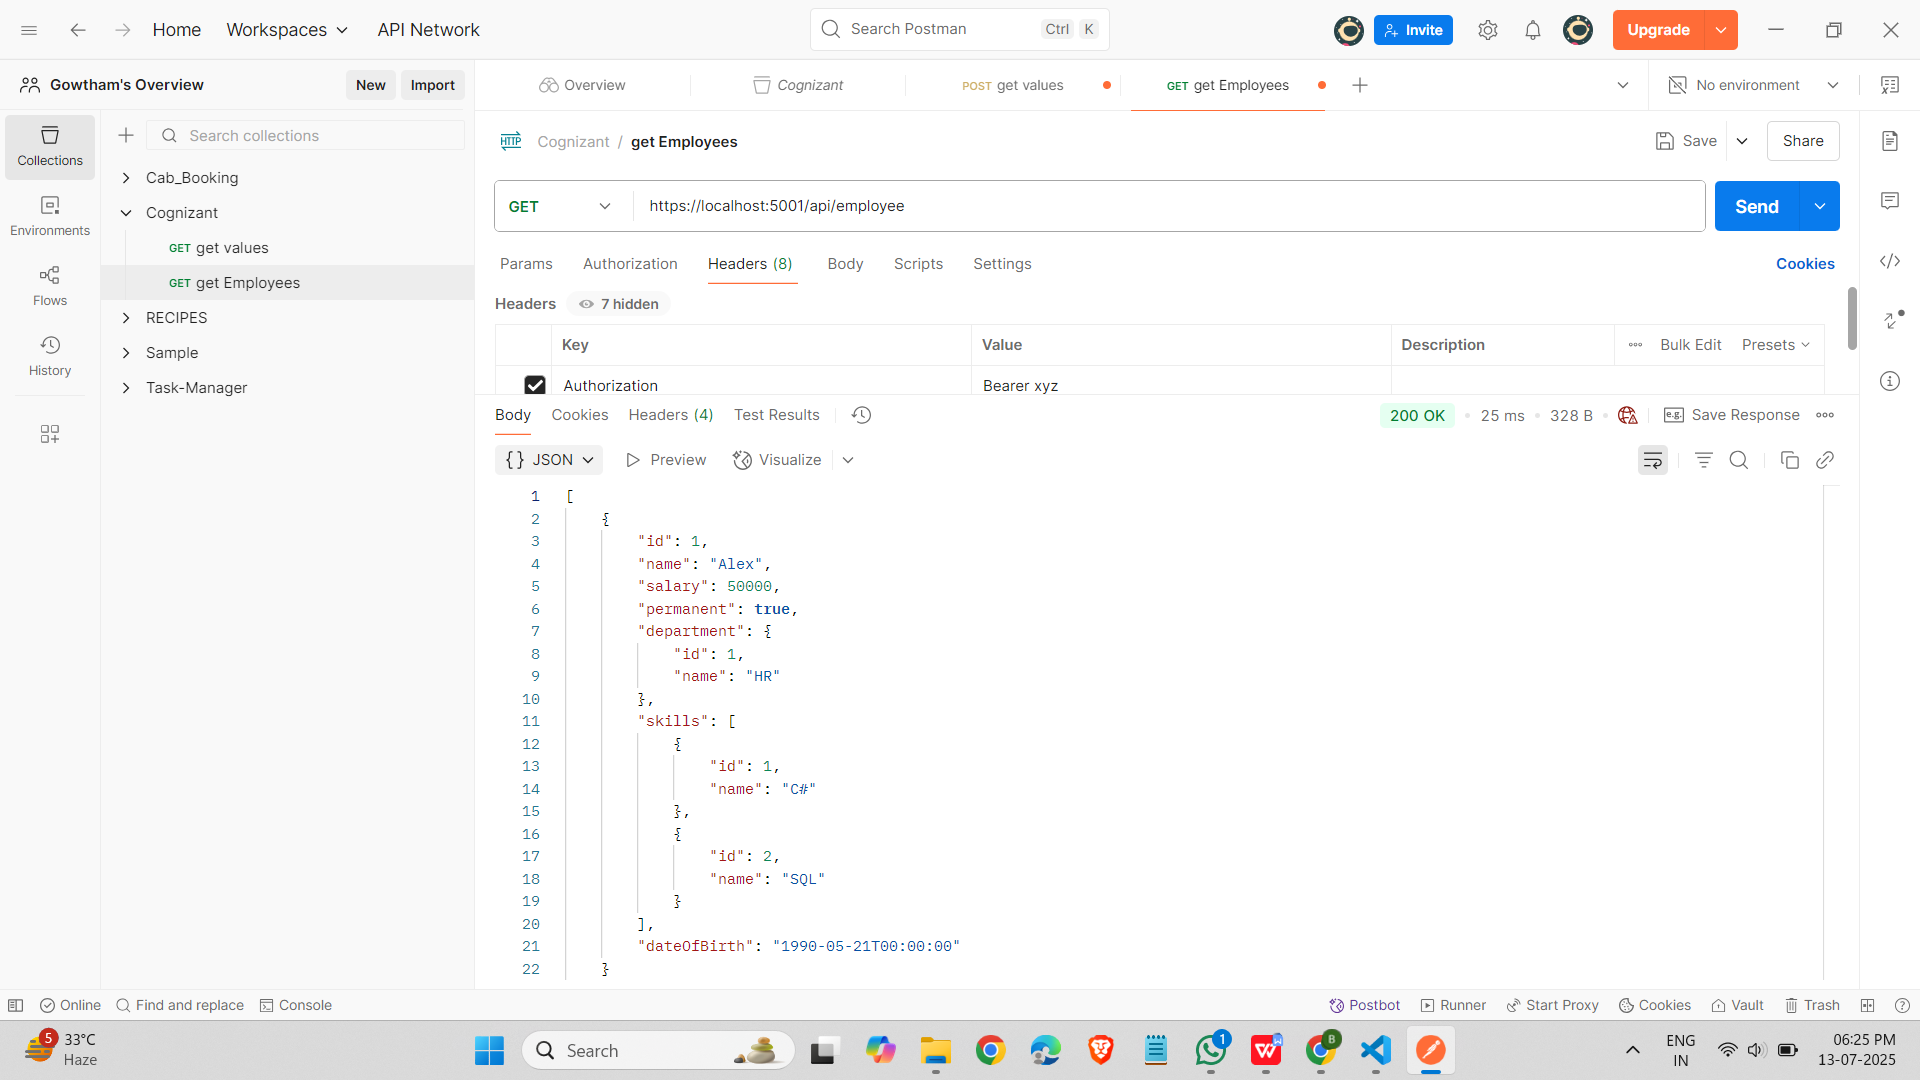 Home
Workspaces
API Network
Search Postman
Ctrl K
Invite
Upgrade
Gowtham's Overview
New
Import
Overview
Cognizant
POST get values
GET get Employees
No environment
Collections
Environments
Flows
History
Search collections
Cab_Booking
Cognizant
GET get values
GET get Employees
RECIPES
Sample
Task-Manager
HTTP Cognizant / get Employees
Save
Share
GET
https://localhost:5001/api/employee
Send
Params
Authorization
Headers (8)
Body
Scripts
Settings
Cookies
Headers
7 hidden
Key
Value
Description
Bulk Edit
Presets
Authorization
Bearer xyz
Body
Cookies
Headers (4)
Test Results
200 OK
25 ms
328 B
e.g. Save Response
{} JSON
Preview
Visualize
1 [
2 {
3 "id": 1,
4 "name": "Alex",
5 "salary": 50000,
6 "permanent": true,
7 "department": {
8 "id": 1,
9 "name": "HR"
10 },
11 "skills": [
12 {
13 "id": 1,
14 "name": "C#"
15 },
16 {
17 "id": 2,
18 "name": "SQL"
19 }
20 ],
21 "dateOfBirth": "1990-05-21T00:00:00"
22 }
Online
Find and replace
Console
Postbot
Runner
Start Proxy
Cookies
Vault
Trash
5
33°C
Haze
Search
1
W
B
ENG
IN
06:25 PM
13-07-2025